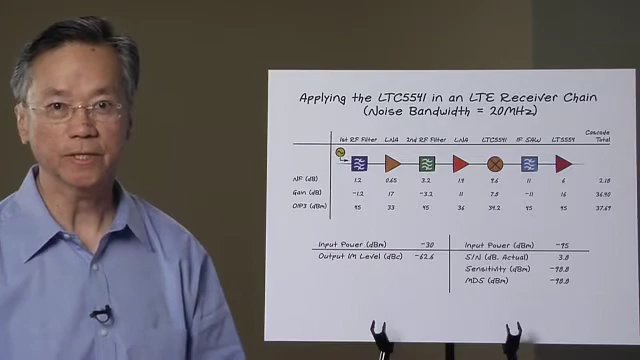 Applying the LTC5541 in an LTE Receiver Chain
(Noise Bandwidth = 20MHz)
1st RF Filter LNA 2nd RF Filter LNA LTC5541 IF SAW LT5554 Cascade Total
NF (dB) 1.2 0.65 3.2 1.9 9.6 11 6 2.18
Gain (dB) -1.2 17 -3.2 11 7.8 -11 16 36.40
OIP3 (dBm) 95 33 95 36 34.2 95 45 37.69
Input Power (dBm) -30
Output IM Level (dBc) -62.6
Input Power (dBm) -95
S/N (dB, Actual) 3.8
Sensitivity (dBm) -98.8
MDS (dBm) -98.8